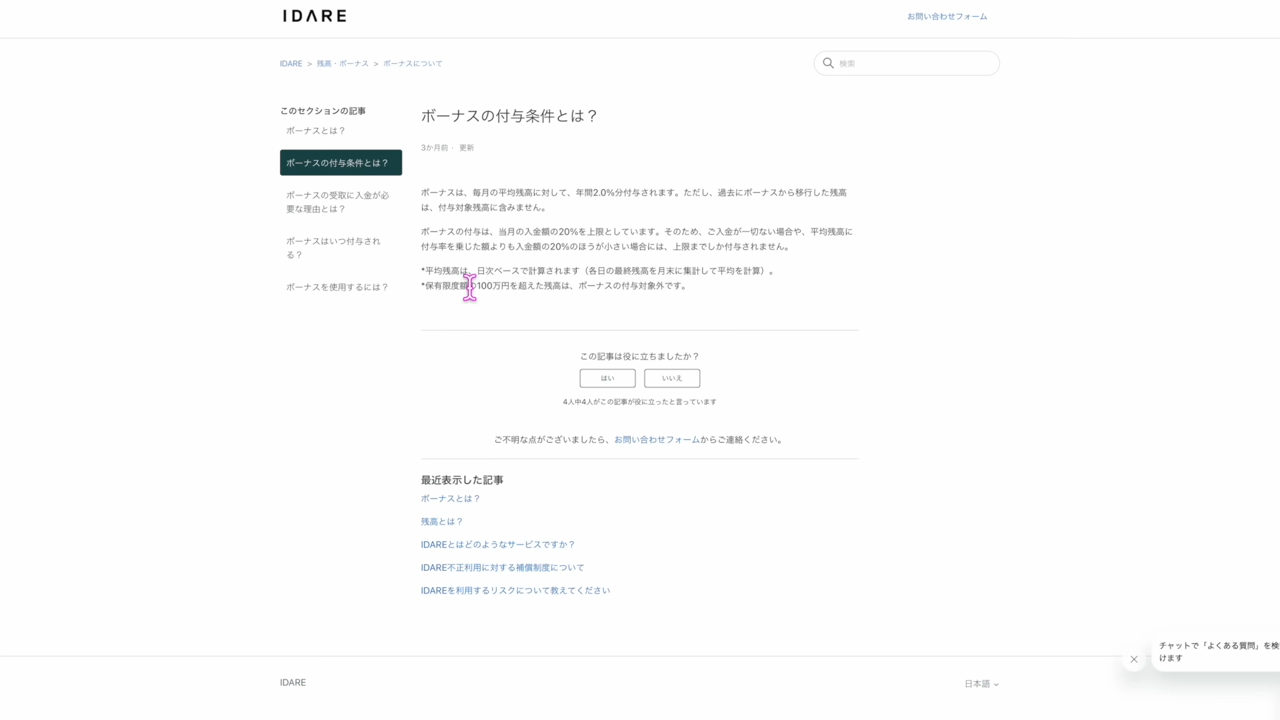 IDARE
お問い合わせフォーム
IDARE > 残高・ボーナス > ボーナスについて
検索
このセクションの記事
ボーナスとは？
ボーナスの付与条件とは？
ボーナスの受取に入金が必
要な理由とは？
ボーナスはいつ付与され
る？
ボーナスを使用するには？
ボーナスの付与条件とは？
3か月前 · 更新
ボーナスは、毎月の平均残高に対して、年間2.0%分付与されます。ただし、過去にボーナスから移行した残高
は、付与対象残高に含みません。
ボーナスの付与は、当月の入金額の20%を上限としています。そのため、ご入金が一切ない場合や、平均残高に
付与率を乗じた額よりも入金額の20%のほうが小さい場合には、上限までしか付与されません。
*平均残高は、日次ベースで計算されます（各日の最終残高を月末に集計して平均を計算）。
*保有限度額の100万円を超えた残高は、ボーナスの付与対象外です。
この記事は役に立ちましたか？
はい
いいえ
4人中4人がこの記事が役に立ったと言っています
ご不明な点がございましたら、お問い合わせフォームからご連絡ください。
最近表示した記事
ボーナスとは？
残高とは？
IDAREとはどのようなサービスですか？
IDARE不正利用に対する補償制度について
IDAREを利用するリスクについて教えてください
チャットで「よくある質問」を検
けます
IDARE
日本語